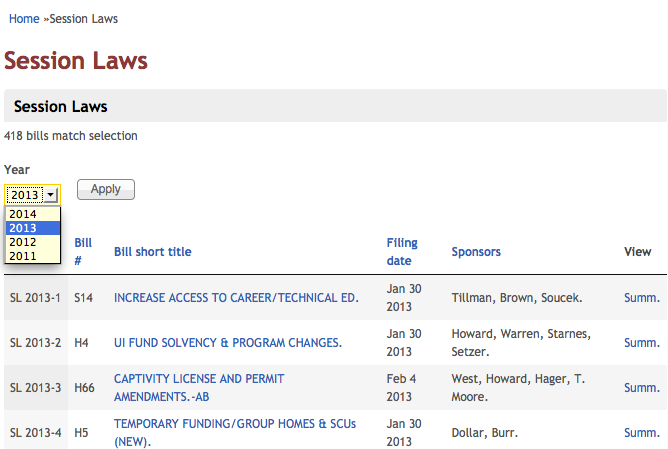 Home »Session Laws
Session Laws
Session Laws
418 bills match selection
Year
2013
Apply
2014
2013
2012
2011
Bill # Bill short title Filing date Sponsors View
SL 2013-1 S14 INCREASE ACCESS TO CAREER/TECHNICAL ED. Jan 30 2013 Tillman, Brown, Soucek. Summ.
SL 2013-2 H4 UI FUND SOLVENCY & PROGRAM CHANGES. Jan 30 2013 Howard, Warren, Starnes, Setzer. Summ.
SL 2013-3 H66 CAPTIVITY LICENSE AND PERMIT AMENDMENTS.-AB Feb 4 2013 West, Howard, Hager, T. Moore. Summ.
SL 2013-4 H5 TEMPORARY FUNDING/GROUP HOMES & SCUs (NEW). Jan 30 2013 Dollar, Burr. Summ.